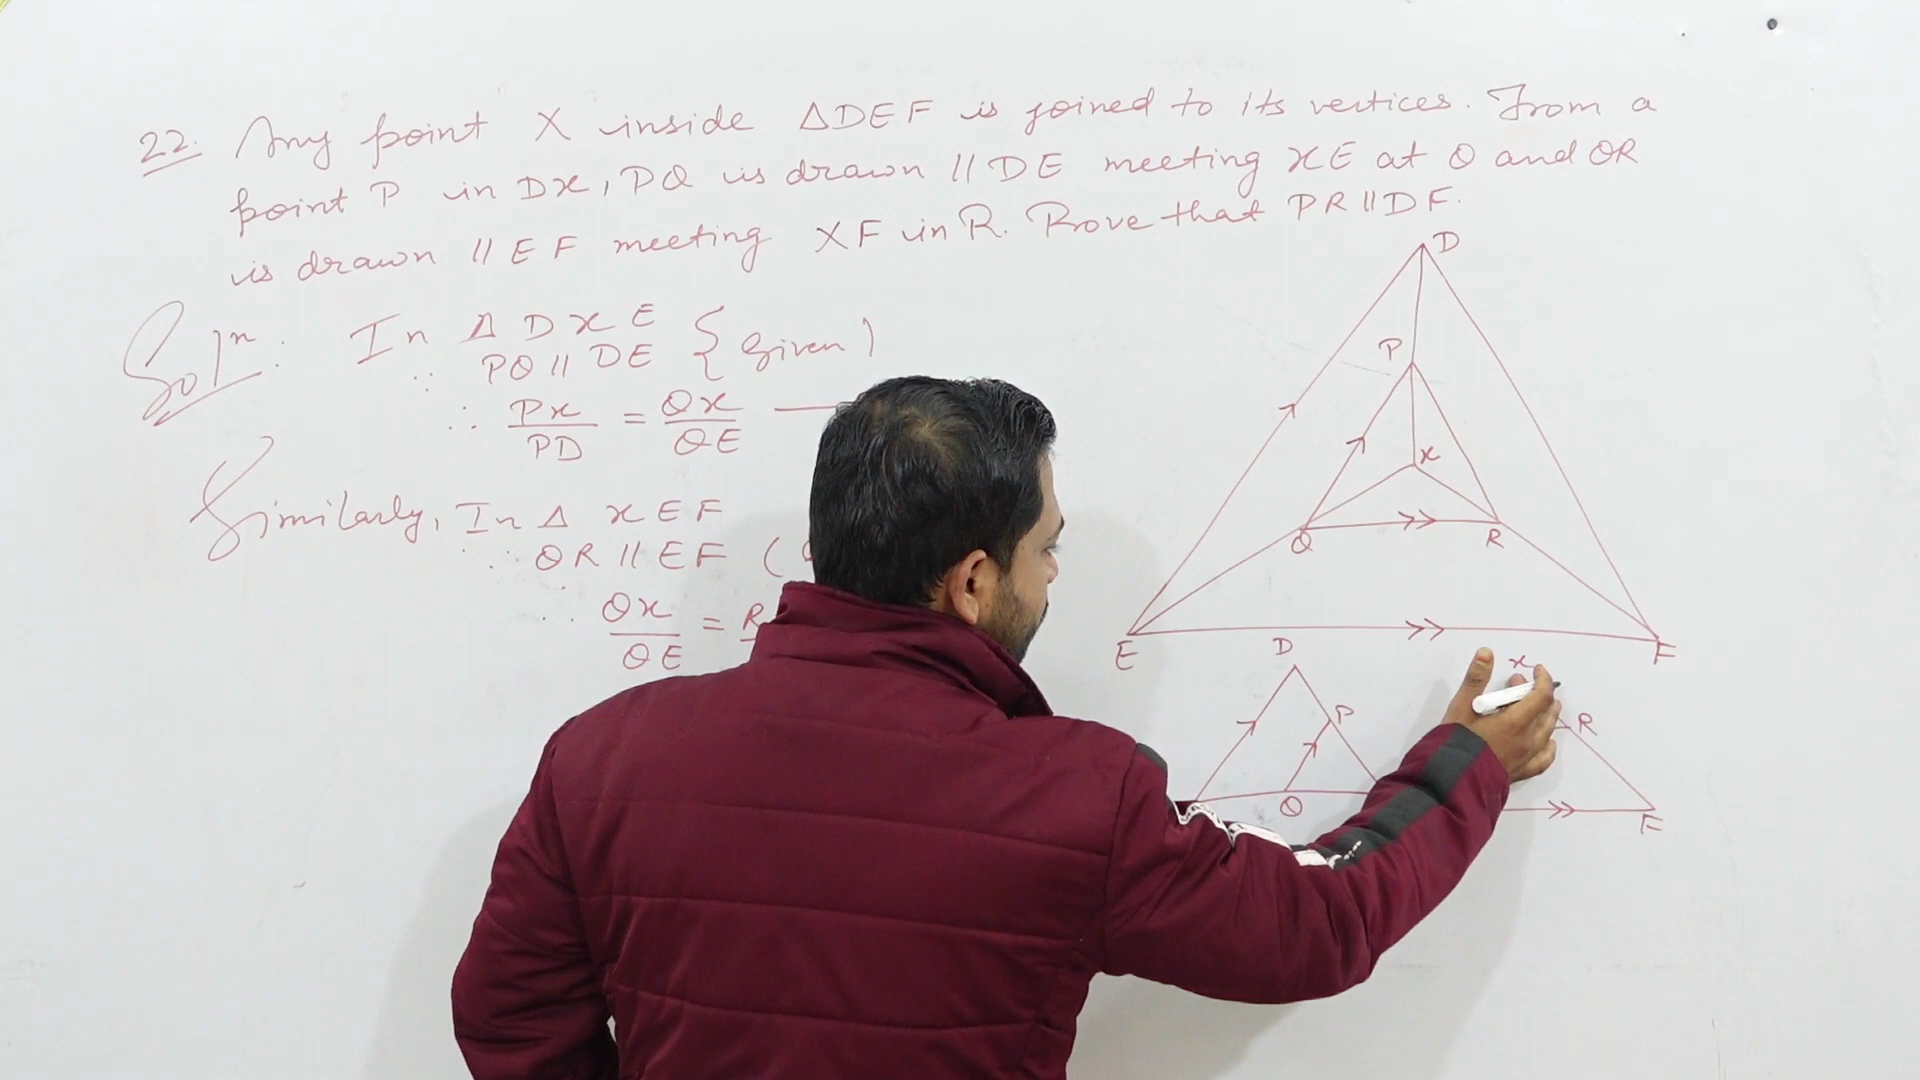 22. Any point X inside ΔDEF is joined to its vertices. From a
point P in DX, PQ is drawn // DE meeting XE at Q and QR
is drawn // EF meeting XF in R. Prove that PR//DF.
Solⁿ: In Δ DXE
∵ PQ // DE { Given )
∴ PX/PD = QX/QE —
Similarly, In Δ XEF
∵ QR // EF (
∴ QX/QE = R
D
P
X
Q
R
E
F
D
P
Q
X
R
F